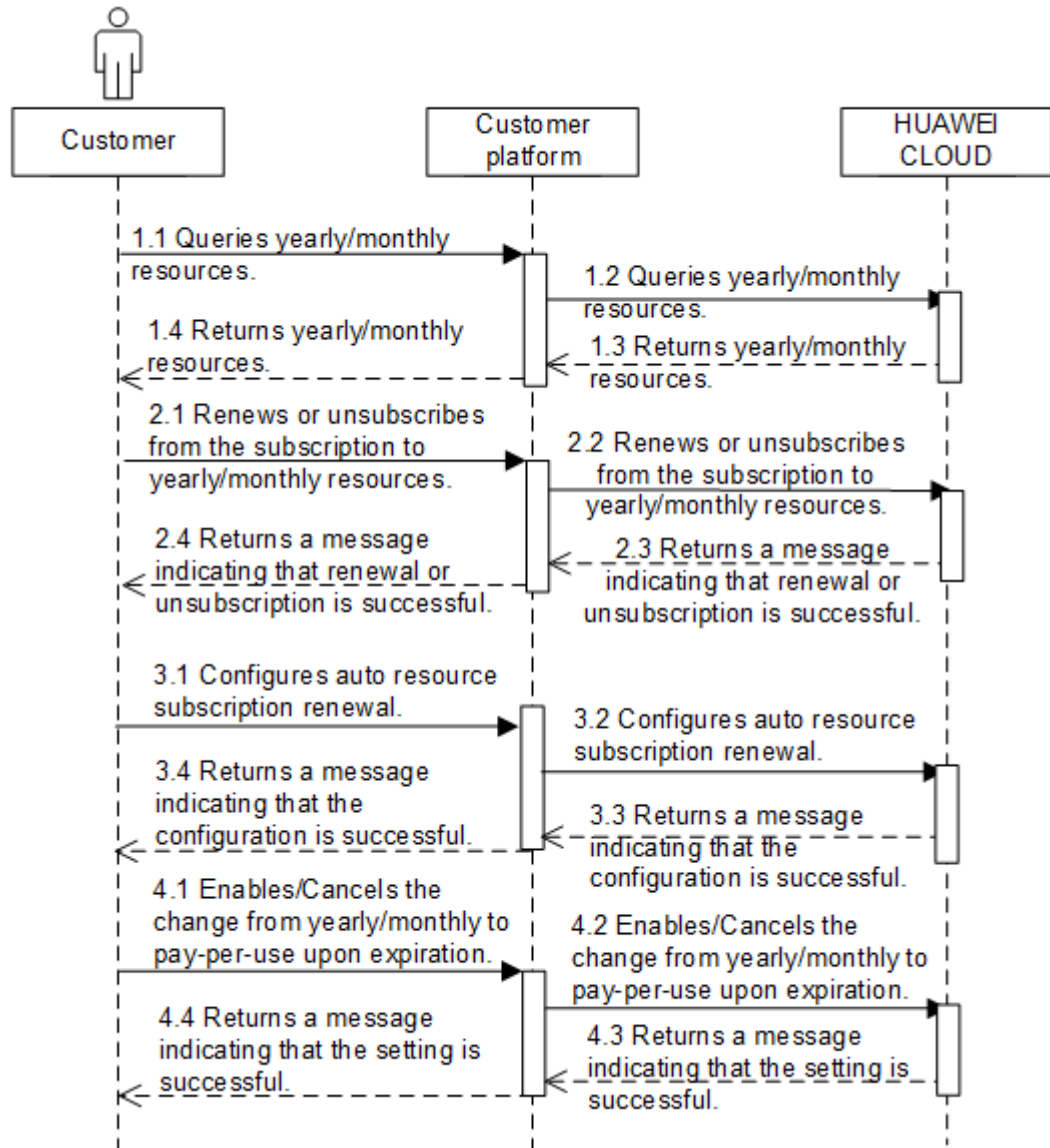 Customer
Customer
platform
HUAWEI
CLOUD
1.1 Queries yearly/monthly
resources.
1.2 Queries yearly/monthly
resources.
1.4 Returns yearly/monthly
resources.
1.3 Returns yearly/monthly
resources.
2.1 Renews or unsubscribes
from the subscription to
yearly/monthly resources.
2.2 Renews or unsubscribes
from the subscription to
yearly/monthly resources.
2.4 Returns a message
indicating that renewal or
unsubscription is successful.
2.3 Returns a message
indicating that renewal or
unsubscription is successful.
3.1 Configures auto resource
subscription renewal.
3.2 Configures auto resource
subscription renewal.
3.4 Returns a message
indicating that the
configuration is successful.
3.3 Returns a message
indicating that the
configuration is successful.
4.1 Enables/Cancels the
change from yearly/monthly to
pay-per-use upon expiration.
4.2 Enables/Cancels the
change from yearly/monthly to
pay-per-use upon expiration.
4.4 Returns a message
indicating that the setting is
successful.
4.3 Returns a message
indicating that the setting is
successful.